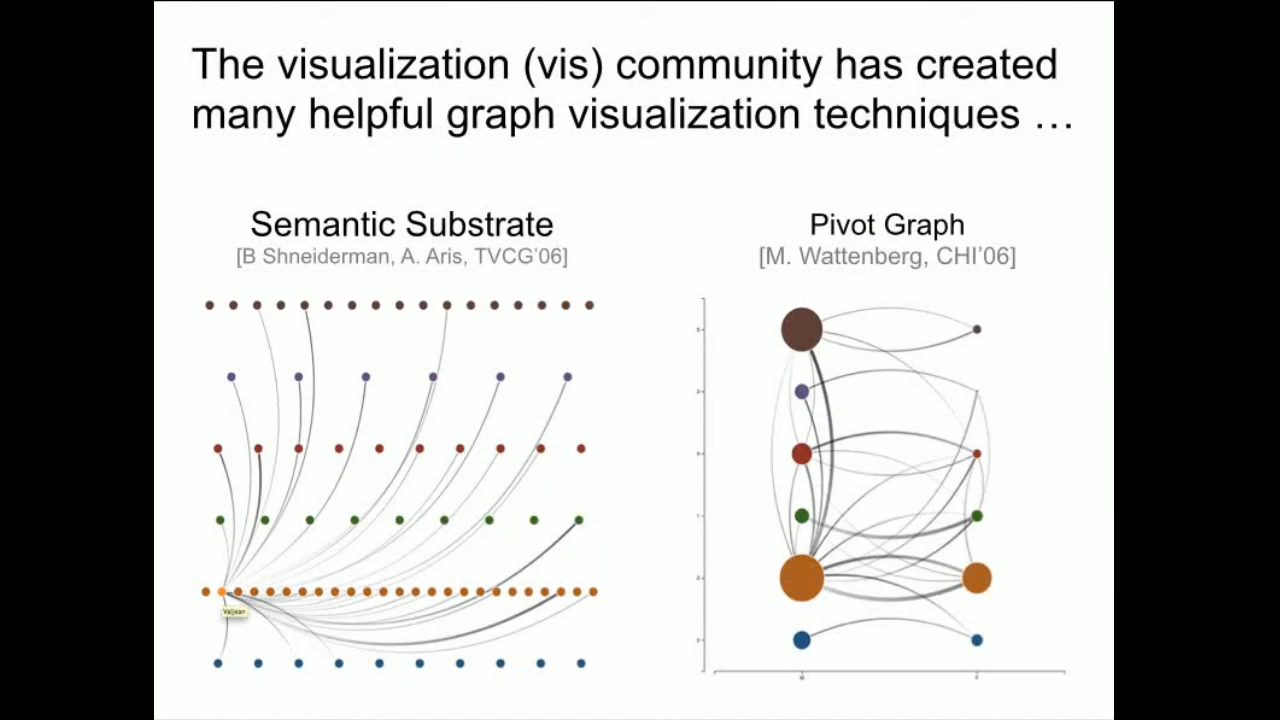 The visualization (vis) community has created
many helpful graph visualization techniques …
Semantic Substrate
[B Shneiderman, A. Aris, TVCG'06]
Pivot Graph
[M. Wattenberg, CHI'06]
Valjean